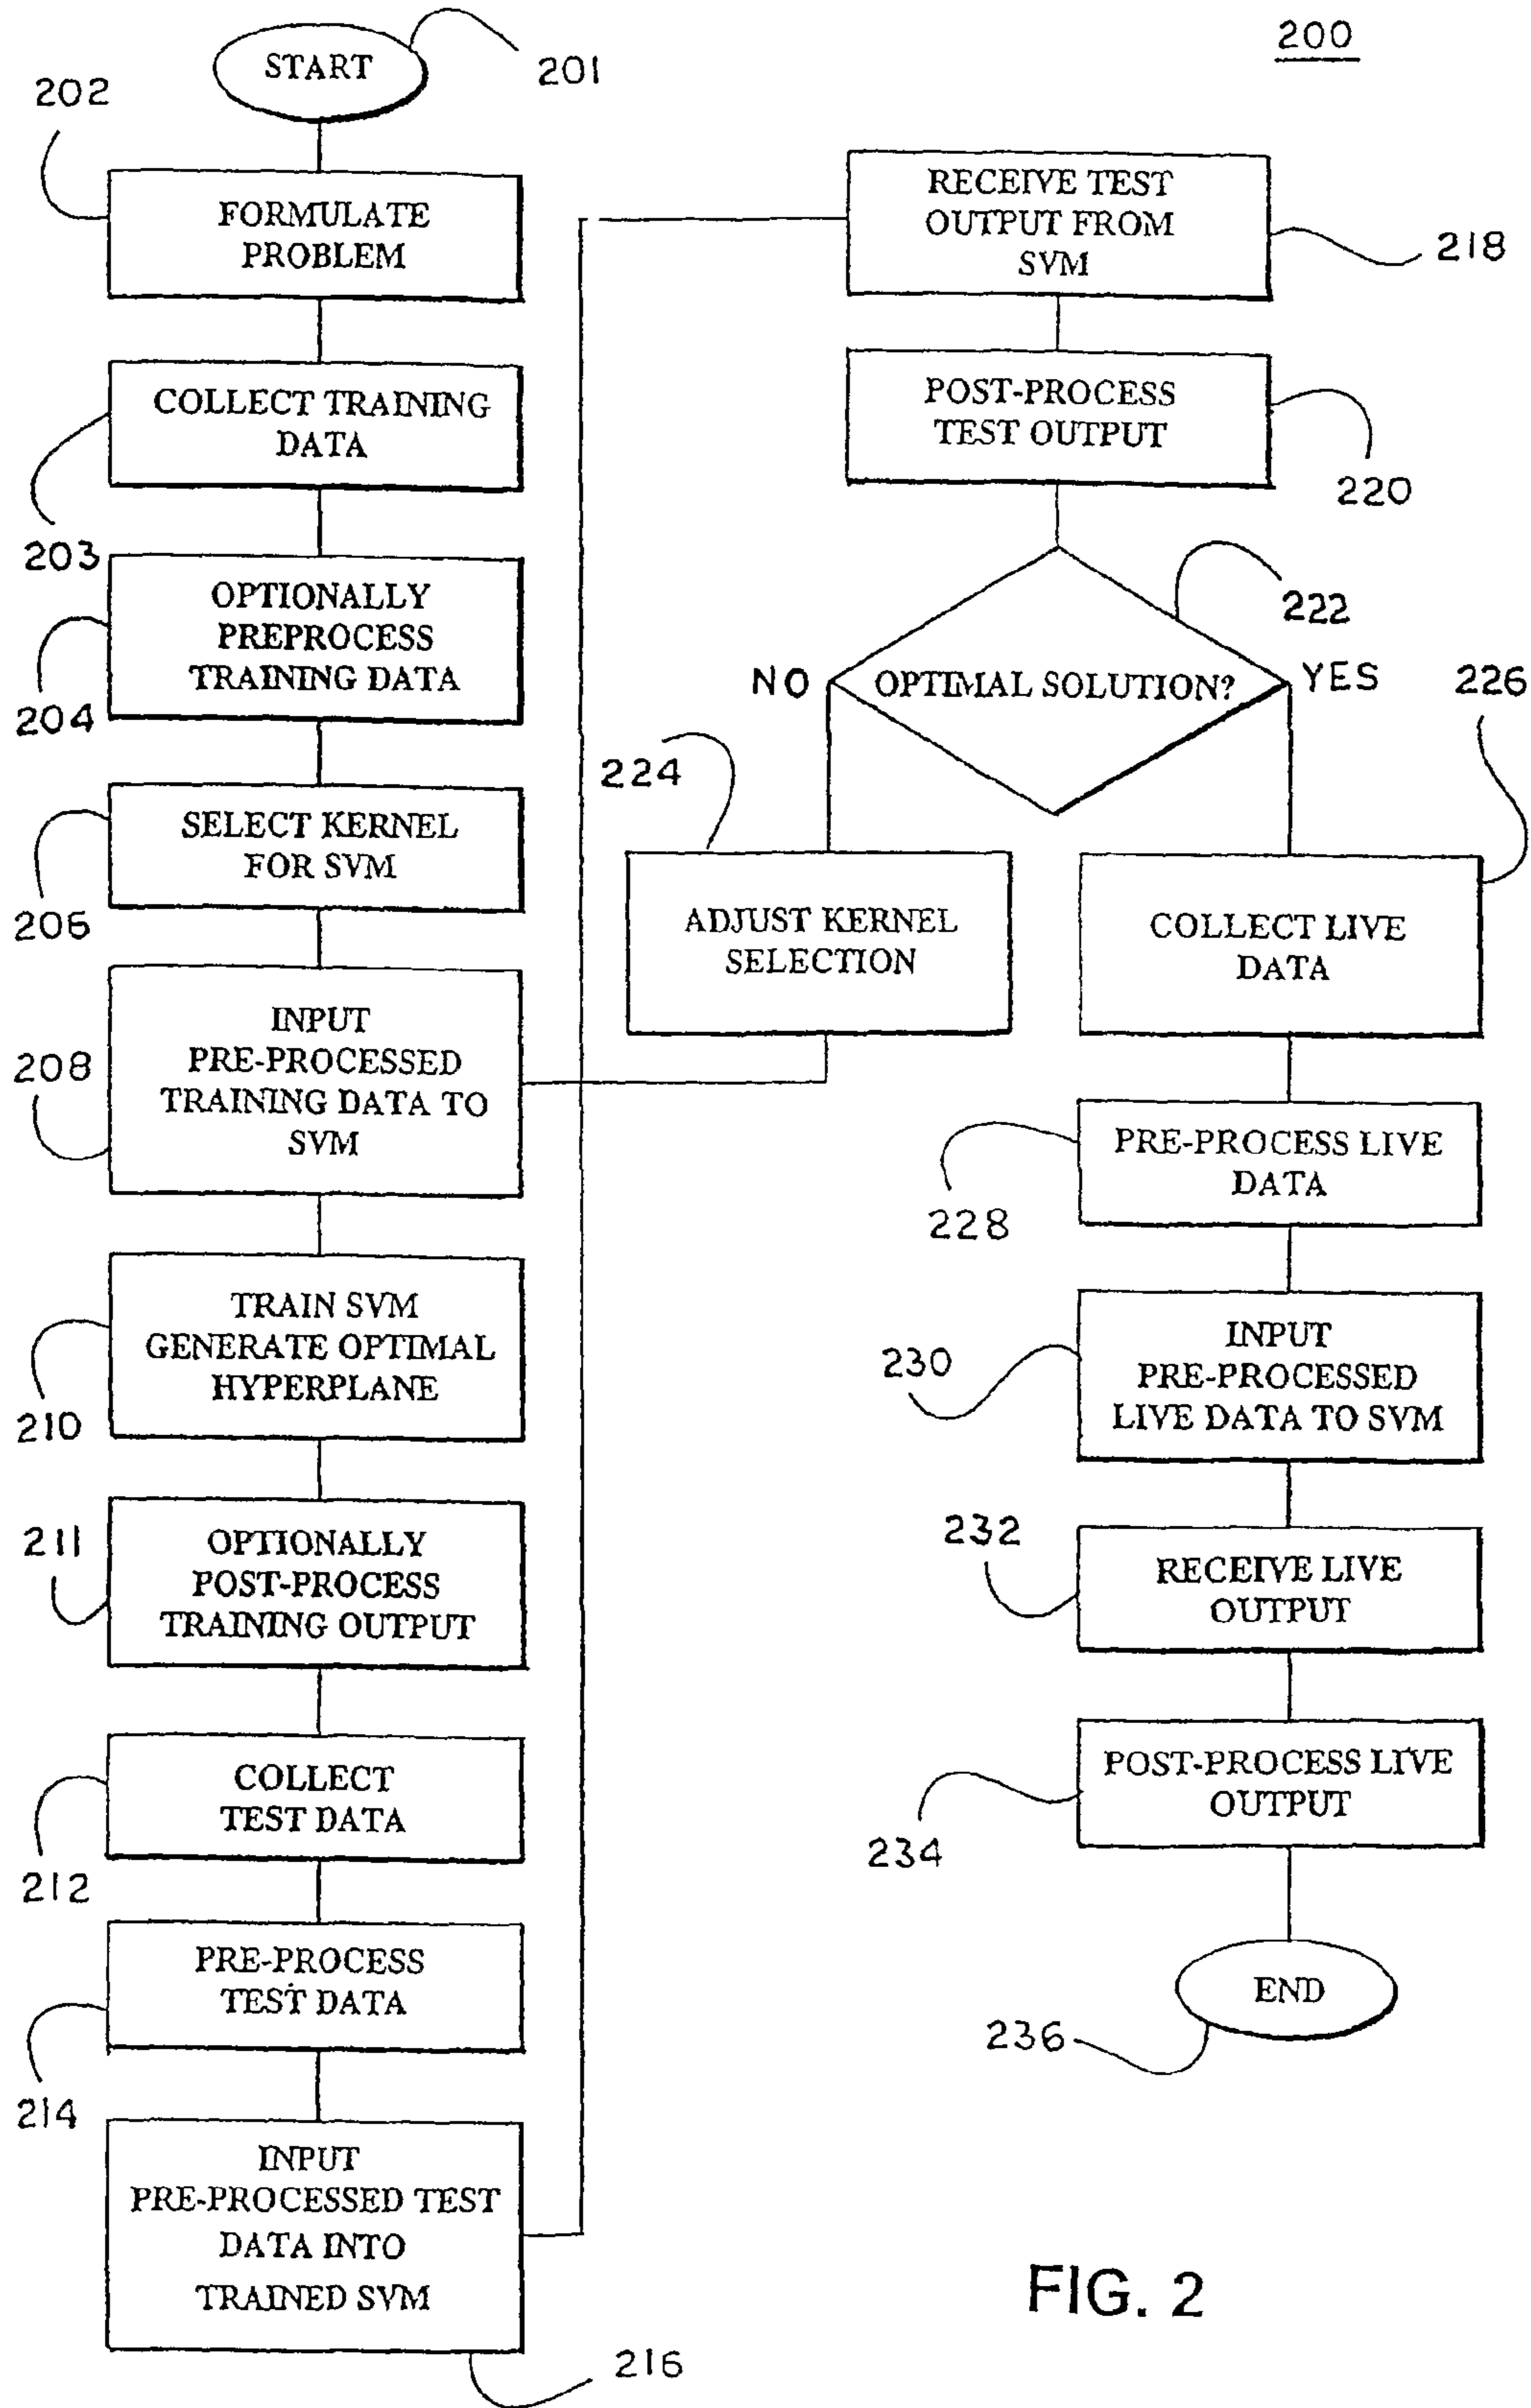 200
START
201
202
FORMULATE
PROBLEM
COLLECT TRAINING
DATA
203
OPTIONALLY
PREPROCESS
TRAINING DATA
204
SELECT KERNEL
FOR SVM
206
INPUT
PRE-PROCESSED
TRAINING DATA TO
SVM
208
TRAIN SVM
GENERATE OPTIMAL
HYPERPLANE
210
211
OPTIONALLY
POST-PROCESS
TRAINING OUTPUT
COLLECT
TEST DATA
212
PRE-PROCESS
TEST DATA
214
INPUT
PRE-PROCESSED TEST
DATA INTO
TRAINED SVM
216
RECEIVE TEST
OUTPUT FROM
SVM
218
POST-PROCESS
TEST OUTPUT
220
222
NO
OPTIMAL SOLUTION?
YES
224
ADJUST KERNEL
SELECTION
226
COLLECT LIVE
DATA
PRE-PROCESS LIVE
DATA
228
INPUT
PRE-PROCESSED
LIVE DATA TO SVM
230
232
RECEIVE LIVE
OUTPUT
POST-PROCESS LIVE
OUTPUT
234
END
236
FIG. 2